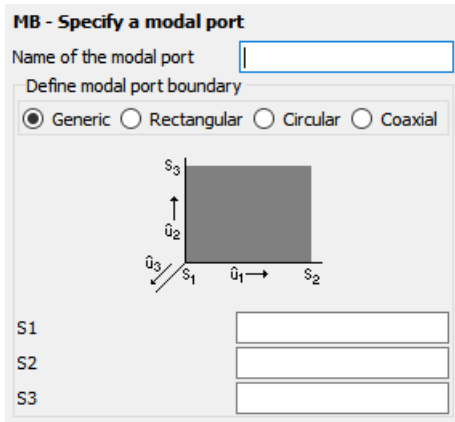 MB - Specify a modal port
Name of the modal port
Define modal port boundary
Generic Rectangular Circular Coaxial
S3
û2
û3
S1 û1 S2
S1
S2
S3